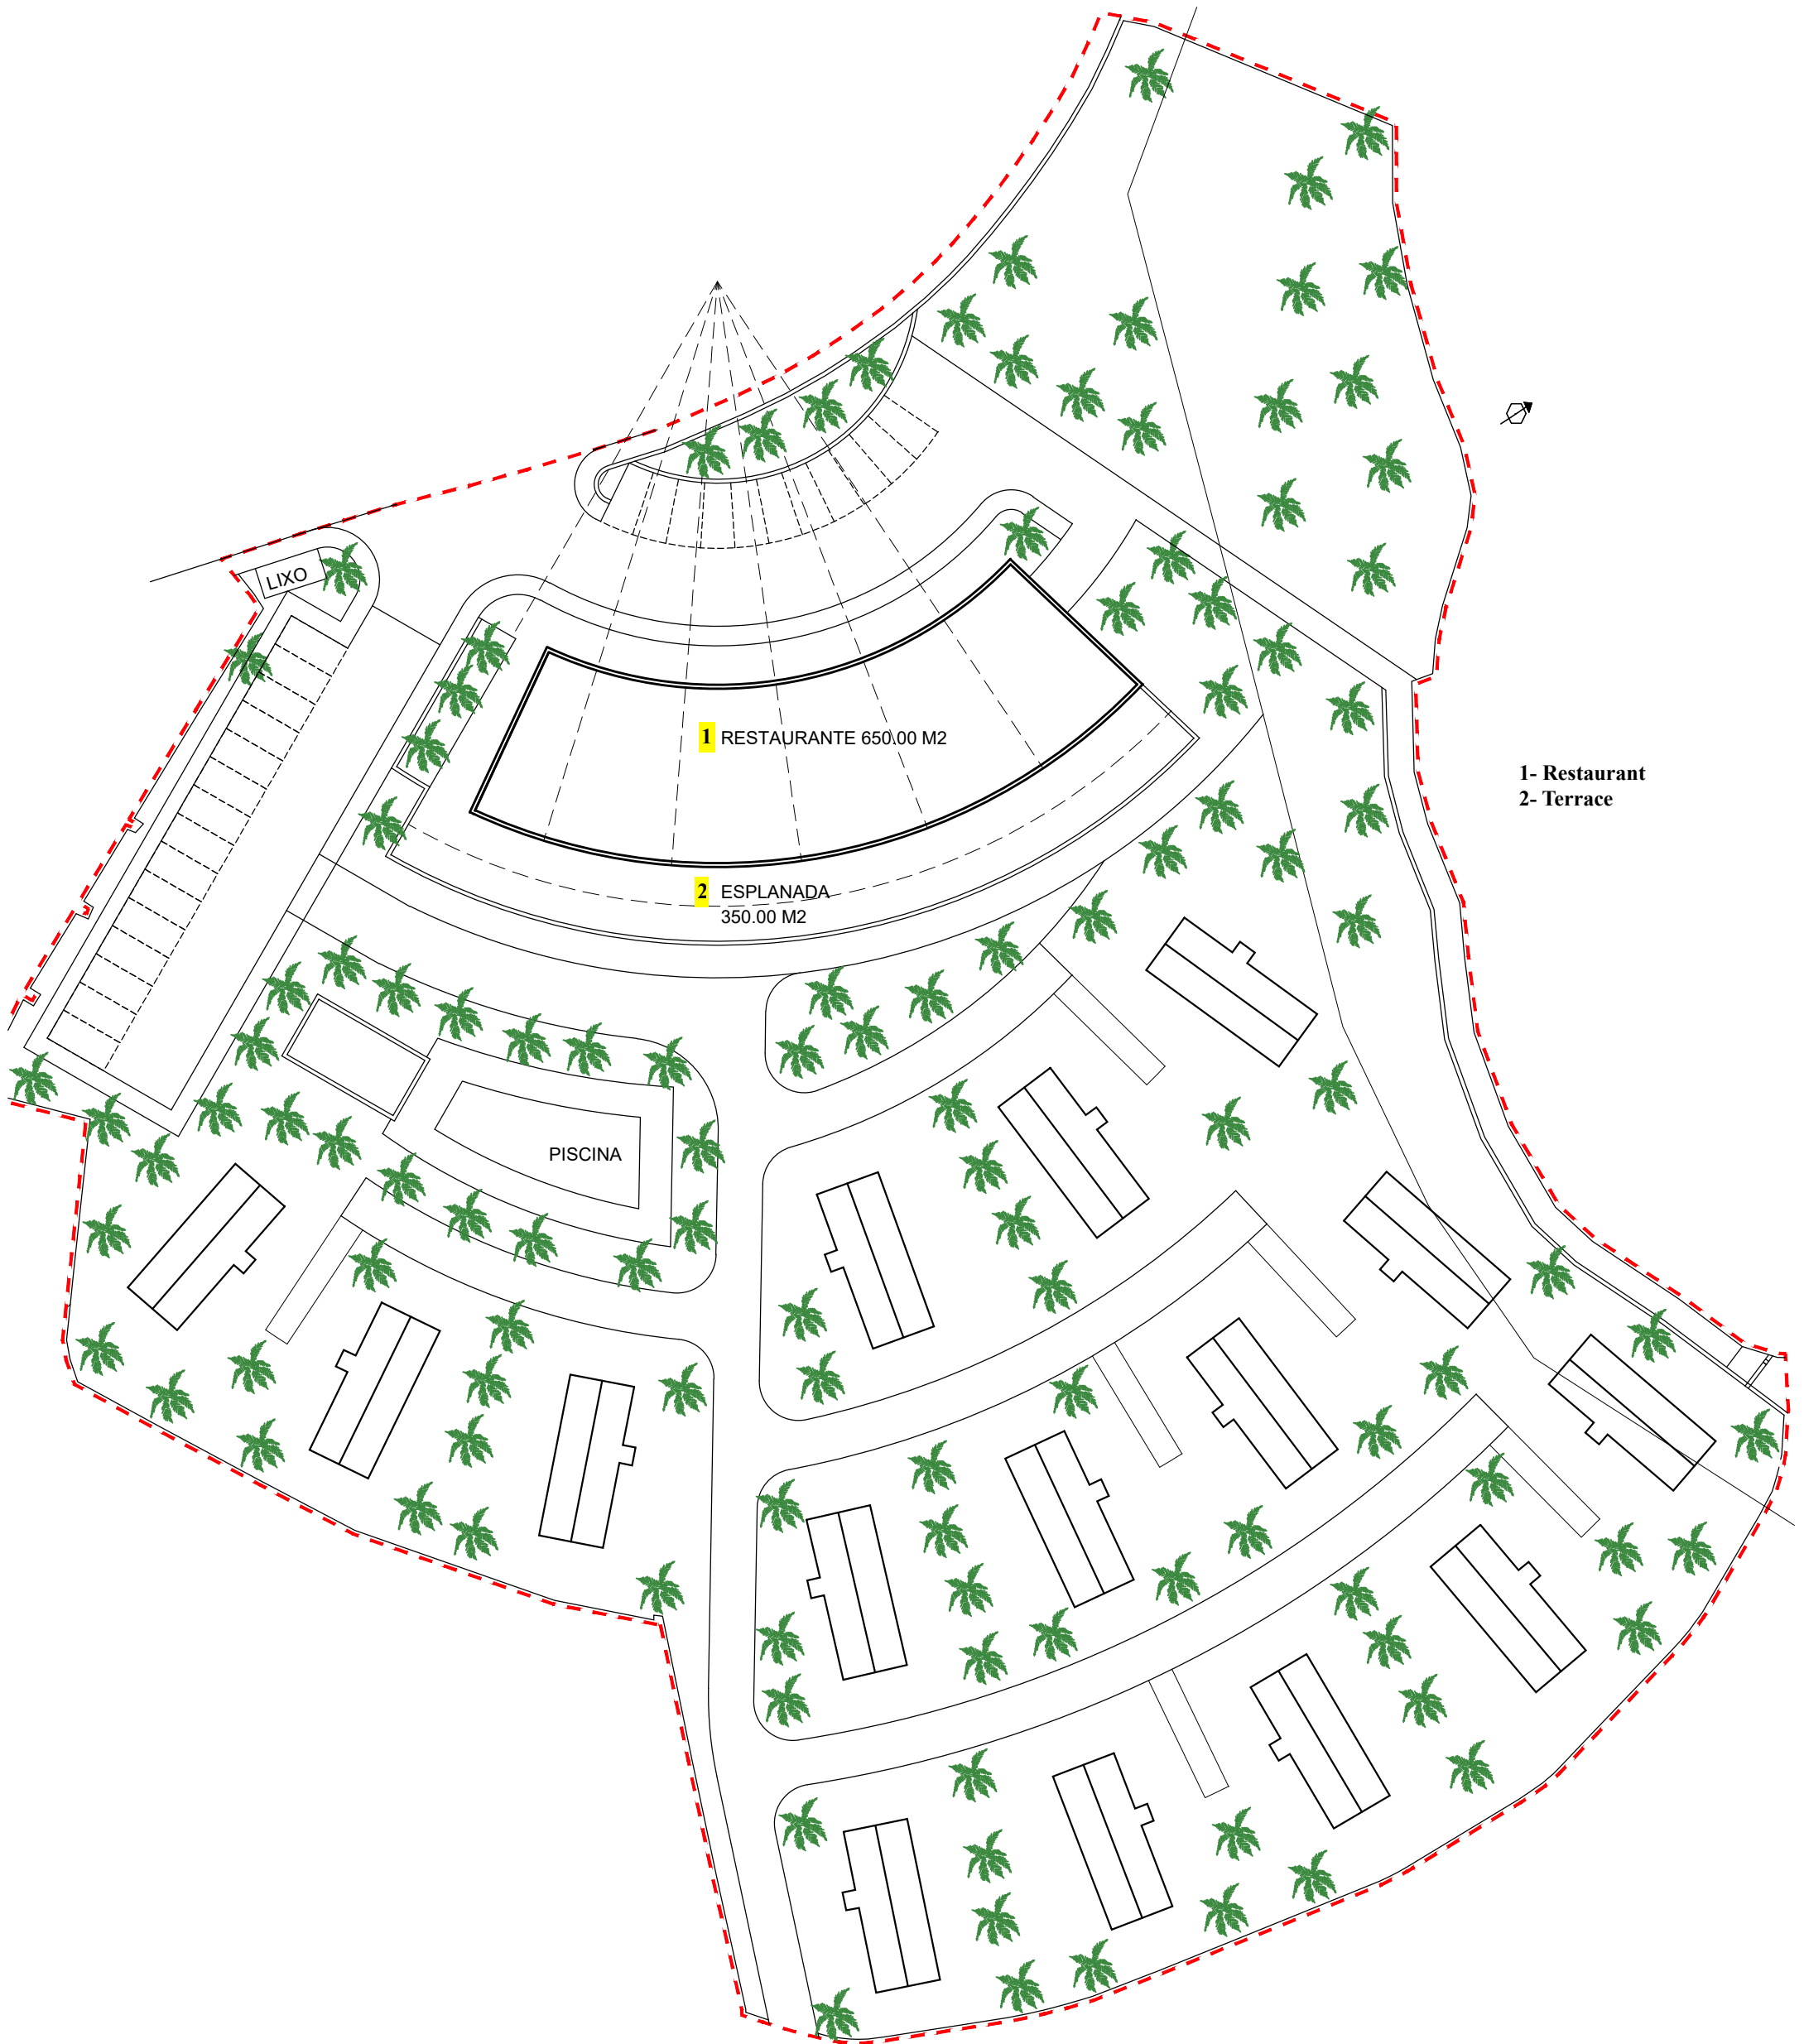 LIXO
1 RESTAURANTE 650.00 M2
1- Restaurant
2- Terrace
2 ESPLANADA
350.00 M2
PISCINA